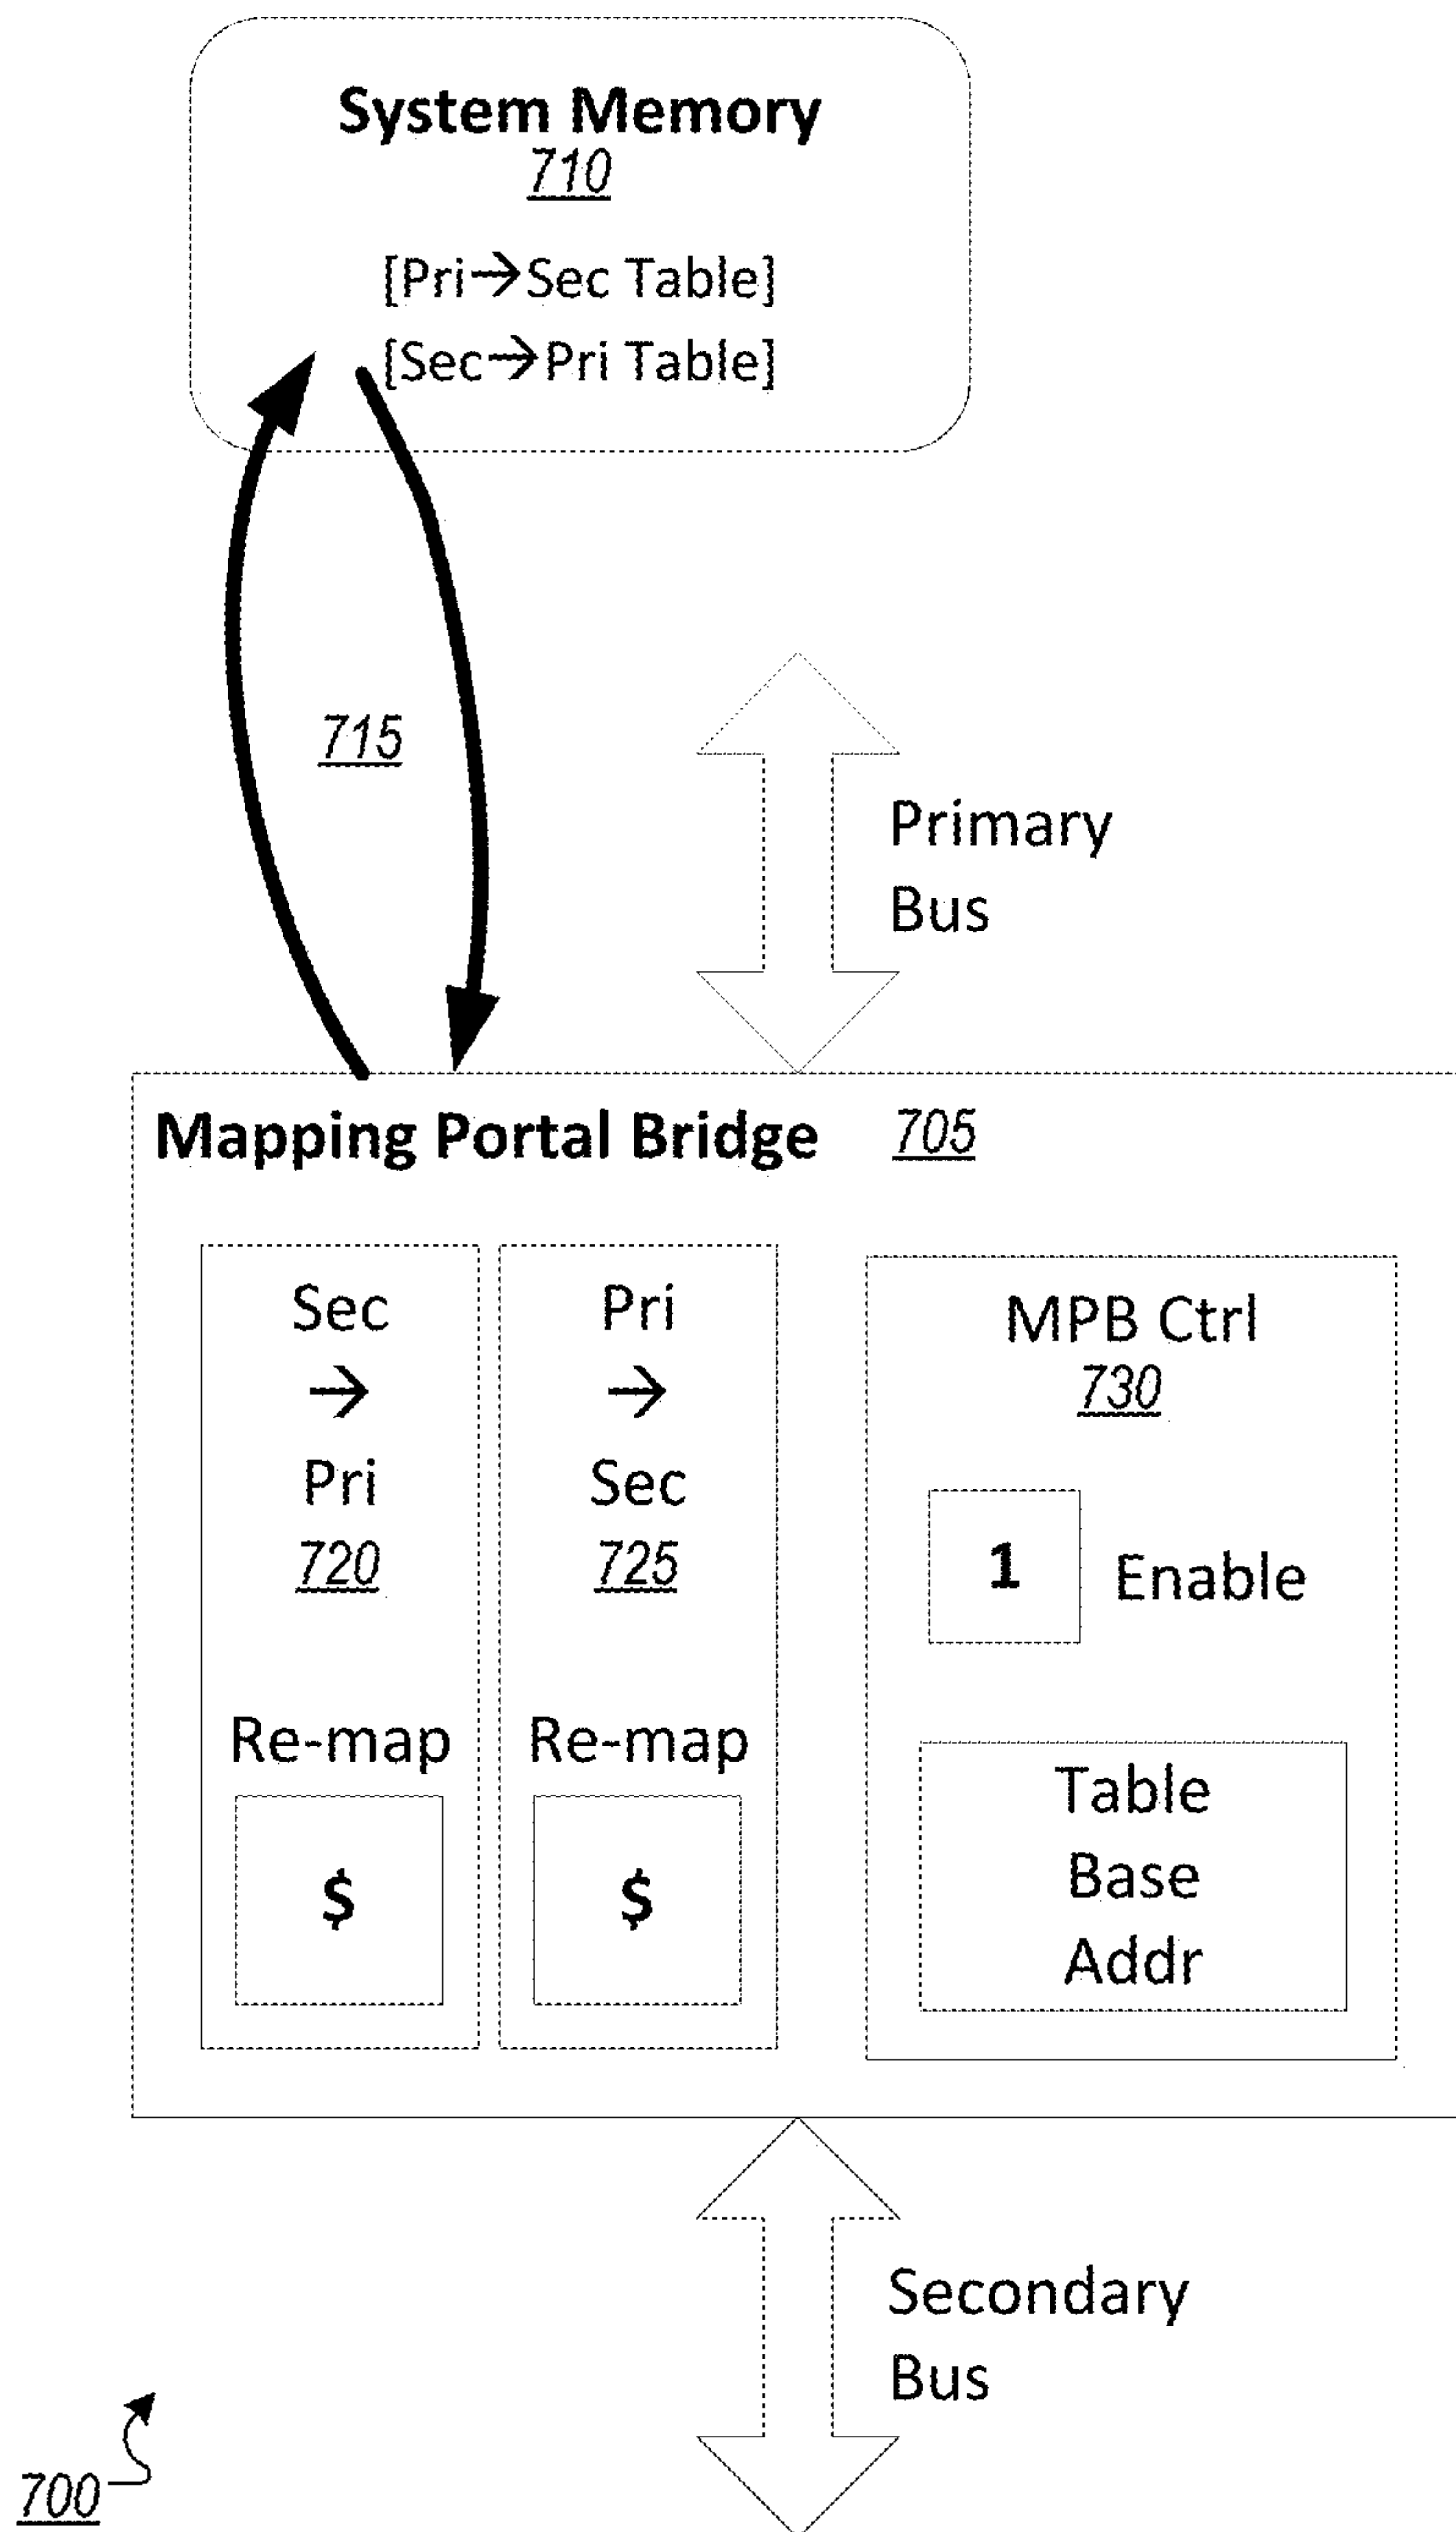 System Memory
710
[Pri→Sec Table]
[Sec→Pri Table]
715
Primary
Bus
Mapping Portal Bridge 705
Sec
→
Pri
720
Re-map
$
Pri
→
Sec
725
Re-map
$
MPB Ctrl
730
1 Enable
Table
Base
Addr
Secondary
Bus
700